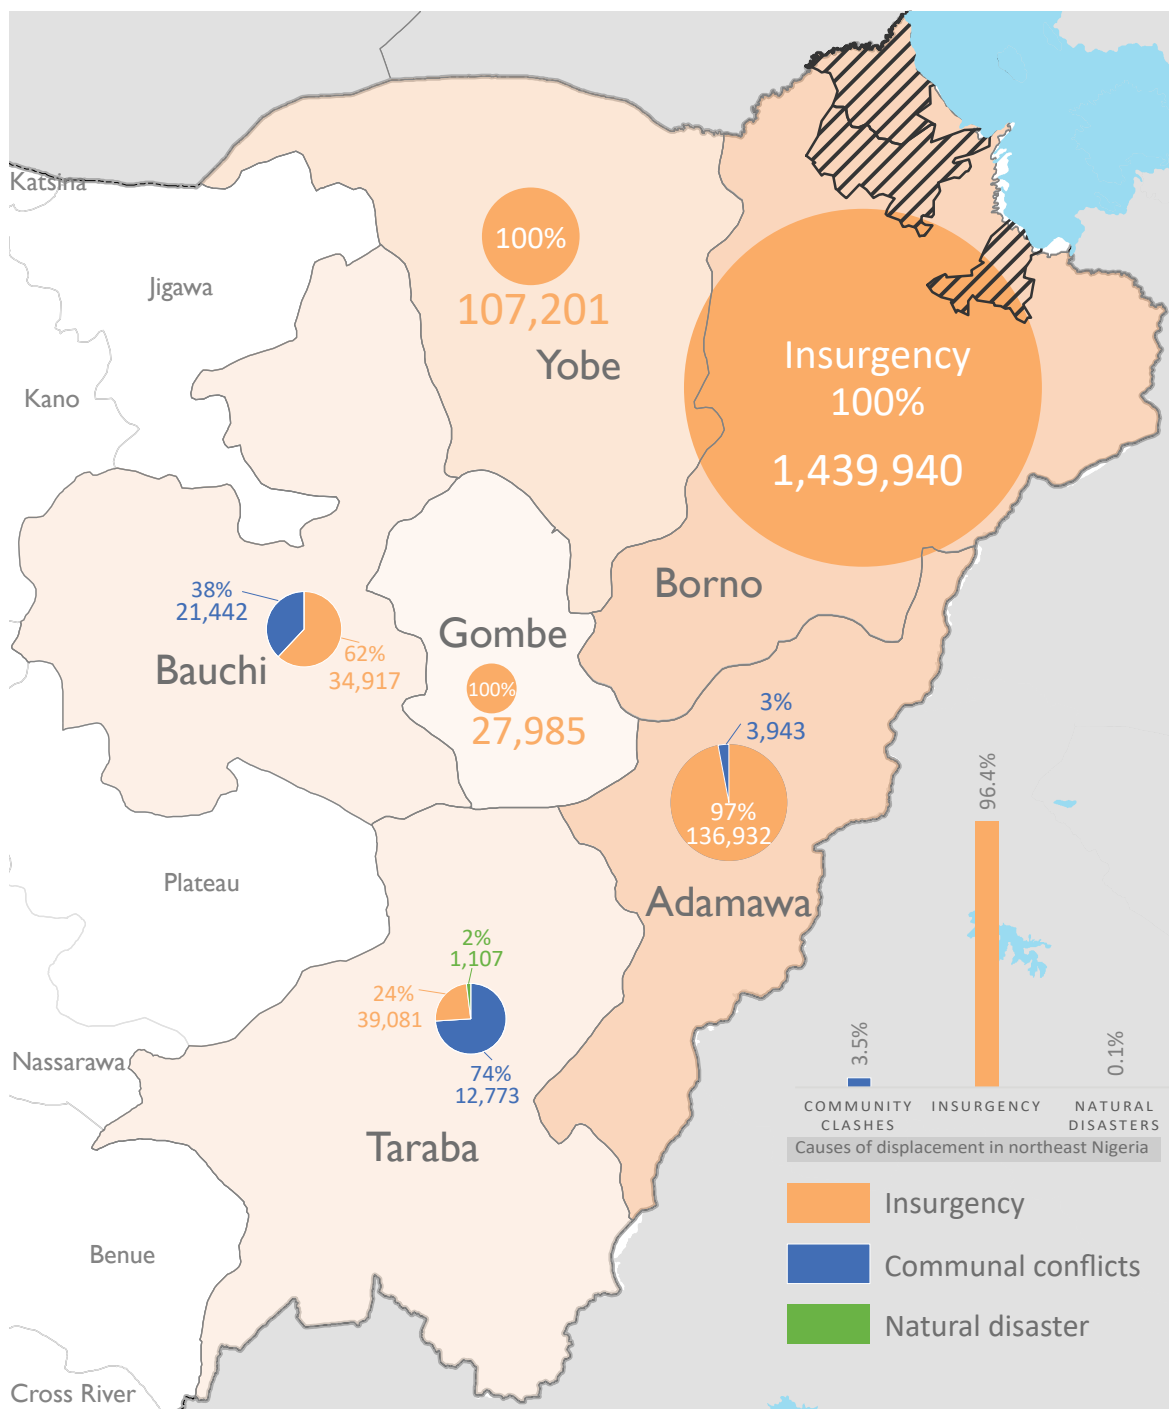 Katsina
Jigawa
Kano
100%
107,201
Yobe
Insurgency
100%
1,439,940
Borno
38%
21,442
62%
34,917
Bauchi
Gombe
100%
27,985
3%
3,943
97%
136,932
Adamawa
Plateau
2%
1,107
24%
39,081
74%
12,773
Taraba
Nassarawa
Benue
Cross River
3.5%
96.4%
0.1%
COMMUNITY
CLASHES
INSURGENCY
NATURAL
DISASTERS
Causes of displacement in northeast Nigeria
Insurgency
Communal conflicts
Natural disaster